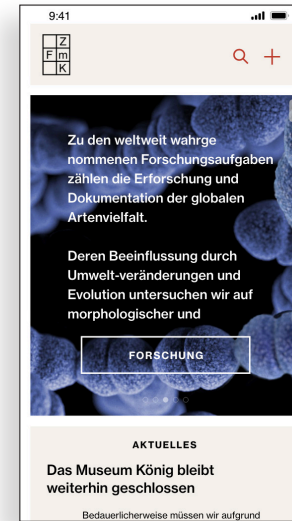 9:41
Z
F m
K
Zu den weltweit wahrge
nommenen Forschungsaufgaben
zählen die Erforschung und
Dokumentation der globalen
Artenvielfalt.
Deren Beeinflussung durch
Umwelt-veränderungen und
Evolution untersuchen wir auf
morphologischer und
FORSCHUNG
AKTUELLES
Das Museum König bleibt
weiterhin geschlossen
Bedauerlicherweise müssen wir aufgrund